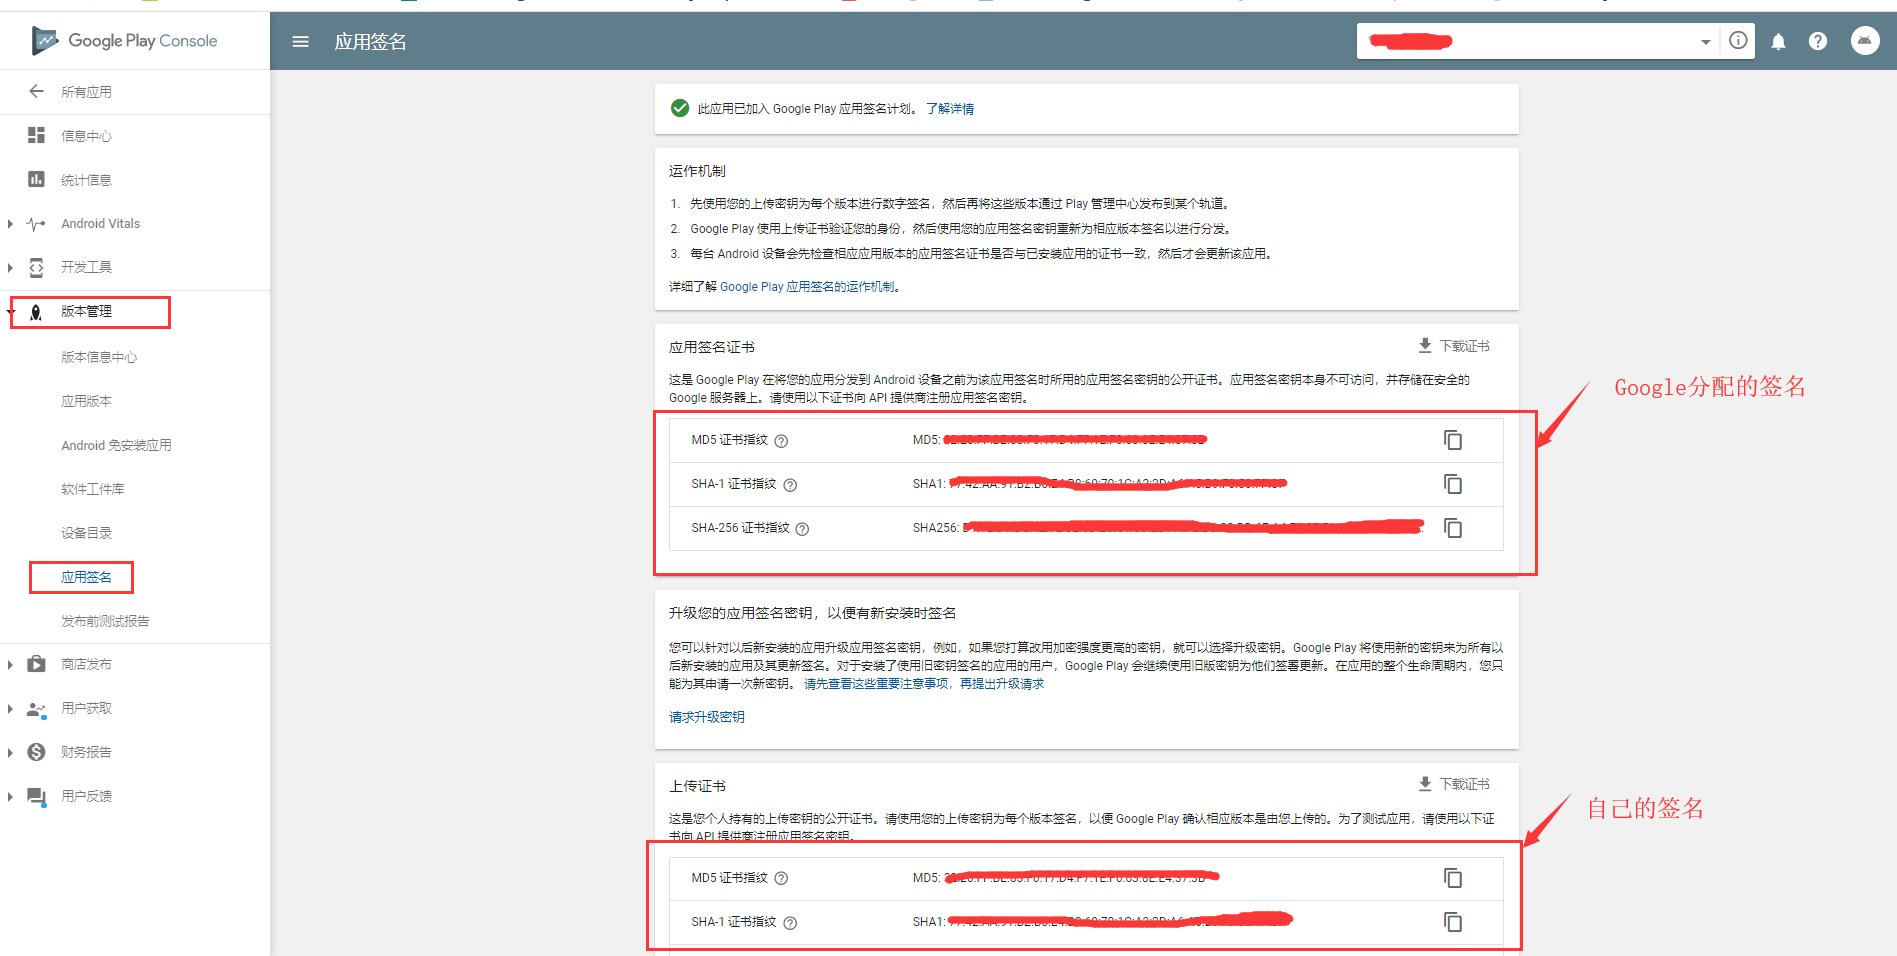 Google Play Console
应用签名
所有应用
信息中心
统计信息
Android Vitals
开发工具
版本管理
版本信息中心
应用版本
Android 免安装应用
软件工件库
设备目录
应用签名
发布前测试报告
商店发布
用户获取
财务报告
用户反馈
此应用已加入 Google Play 应用签名计划。 了解详情
运作机制
1. 先使用您的上传密钥为每个版本进行数字签名，然后再将这些版本通过 Play 管理中心发布到某个轨道。
2. Google Play 使用上传证书验证您的身份，然后使用您的应用签名密钥重新为相应版本签名以进行分发。
3. 每台 Android 设备会先检查相应应用版本的应用签名证书是否与已安装应用的证书一致，然后才会更新该应用。
详细了解 Google Play 应用签名的运作机制。
应用签名证书
下载证书
这是 Google Play 在将您的应用分发到 Android 设备之前为该应用签名时所用的应用签名密钥的公开证书。应用签名密钥本身不可访问，并存储在安全的
Google 服务器上。请使用以下证书向 API 提供商注册应用签名密钥。
MD5 证书指纹 MD5:
SHA-1 证书指纹 SHA1:
SHA-256 证书指纹 SHA256:
Google分配的签名
升级您的应用签名密钥，以便有新安装时签名
您可以针对以后新安装的应用升级应用签名密钥，例如，如果您打算改用加密强度更高的密钥，就可以选择升级密钥。Google Play 将使用新的密钥来为所有以
后新安装的应用及其更新签名。对于安装了使用旧密钥签名的应用的用户，Google Play 会继续使用旧版密钥为他们签署更新。在应用的整个生命周期内，您只
能为其申请一次新密钥。 请先查看这些重要注意事项，再提出升级请求
请求升级密钥
上传证书
下载证书
这是您个人持有的上传密钥的公开证书。请使用您的上传密钥为每个版本签名，以便 Google Play 确认相应版本是由您上传的。为了测试应用，请使用以下证
书向 API 提供商注册应用签名密钥。
MD5 证书指纹 MD5:
SHA-1 证书指纹 SHA1:
自己的签名